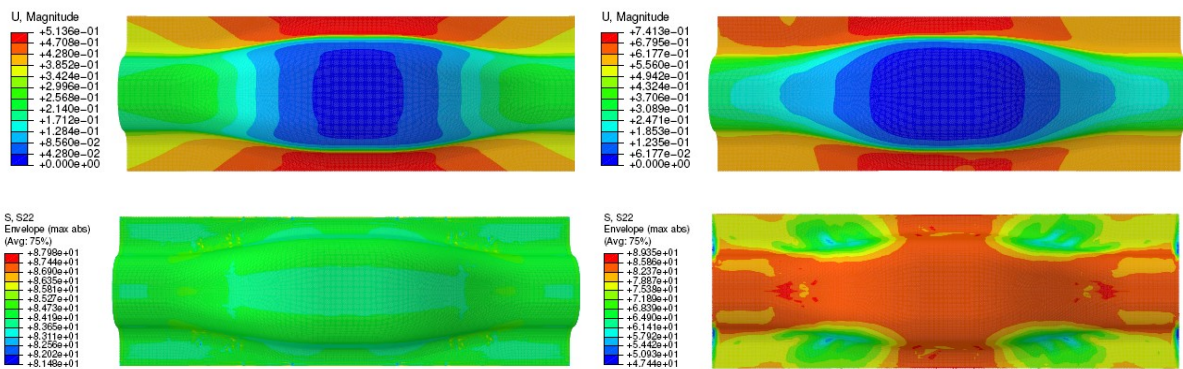 U, Magnitude
+5.136e-01
+4.708e-01
+4.280e-01
+3.852e-01
+3.424e-01
+2.996e-01
+2.568e-01
+2.140e-01
+1.712e-01
+1.284e-01
+8.560e-02
+4.280e-02
+0.000e+00
U, Magnitude
+7.413e-01
+6.795e-01
+6.177e-01
+5.560e-01
+4.942e-01
+4.324e-01
+3.706e-01
+3.089e-01
+2.471e-01
+1.853e-01
+1.235e-01
+6.177e-02
+0.000e+00
S, S22
Envelope (max abs)
(Avg: 75%)
+8.798e+01
+8.744e+01
+8.690e+01
+8.635e+01
+8.581e+01
+8.527e+01
+8.473e+01
+8.419e+01
+8.365e+01
+8.311e+01
+8.256e+01
+8.202e+01
+8.148e+01
S, S22
Envelope (max abs)
(Avg: 75%)
+8.935e+01
+8.586e+01
+8.237e+01
+7.887e+01
+7.538e+01
+7.189e+01
+6.839e+01
+6.490e+01
+6.141e+01
+5.792e+01
+5.442e+01
+5.093e+01
+4.744e+01